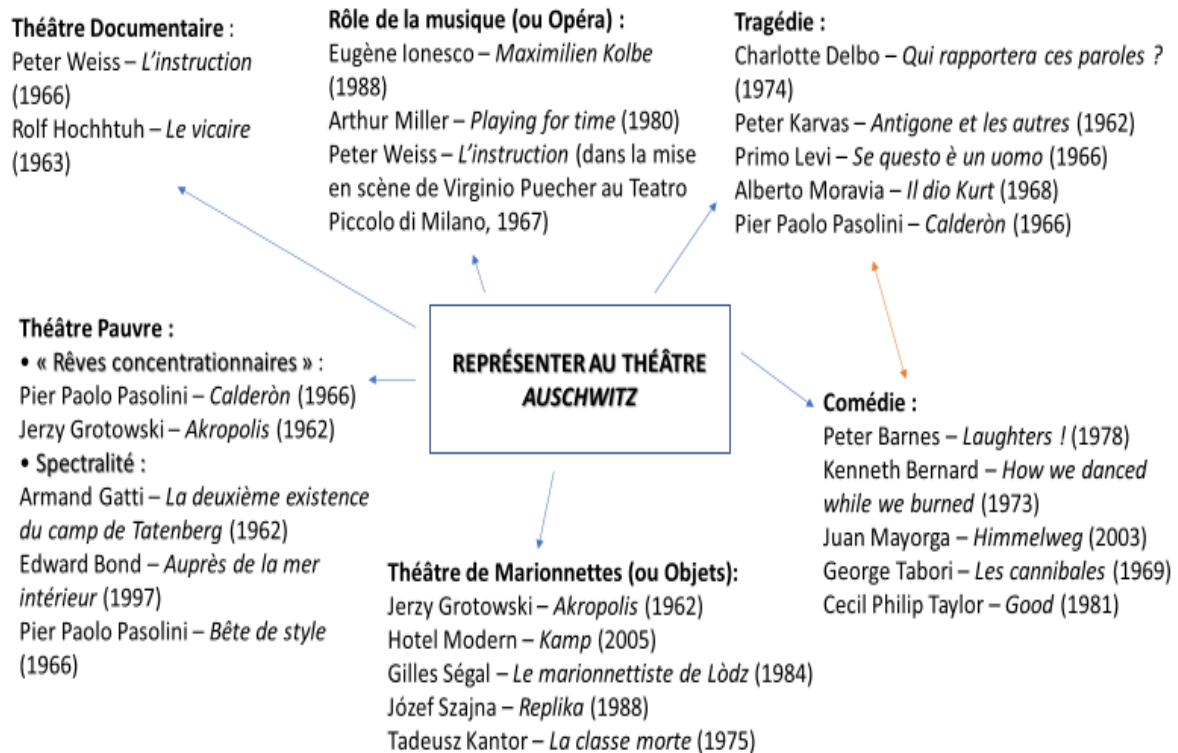 Théâtre Documentaire :
Peter Weiss – L'instruction
(1966)
Rolf Hochhtuh – Le vicaire
(1963)
Rôle de la musique (ou Opéra) :
Eugène Ionesco – Maximilien Kolbe
(1988)
Arthur Miller – Playing for time (1980)
Peter Weiss – L'instruction (dans la mise
en scène de Virginio Puecher au Teatro
Piccolo di Milano, 1967)
Tragédie :
Charlotte Delbo – Qui rapportera ces paroles ?
(1974)
Peter Karvas – Antigone et les autres (1962)
Primo Levi – Se questo è un uomo (1966)
Alberto Moravia – Il dio Kurt (1968)
Pier Paolo Pasolini – Calderòn (1966)
REPRÉSENTER AU THÉÂTRE
AUSCHWITZ
Théâtre Pauvre :
• « Rêves concentrationnaires » :
Pier Paolo Pasolini – Calderòn (1966)
Jerzy Grotowski – Akropolis (1962)
• Spectralité :
Armand Gatti – La deuxième existence
du camp de Tatenberg (1962)
Edward Bond – Auprès de la mer
intérieur (1997)
Pier Paolo Pasolini – Bête de style
(1966)
Théâtre de Marionnettes (ou Objets):
Jerzy Grotowski – Akropolis (1962)
Hotel Modern – Kamp (2005)
Gilles Ségal – Le marionnettiste de Lòdz (1984)
Józef Szajna – Replika (1988)
Tadeusz Kantor – La classe morte (1975)
Comédie :
Peter Barnes – Laughters ! (1978)
Kenneth Bernard – How we danced
while we burned (1973)
Juan Mayorga – Himmelweg (2003)
George Tabori – Les cannibales (1969)
Cecil Philip Taylor – Good (1981)